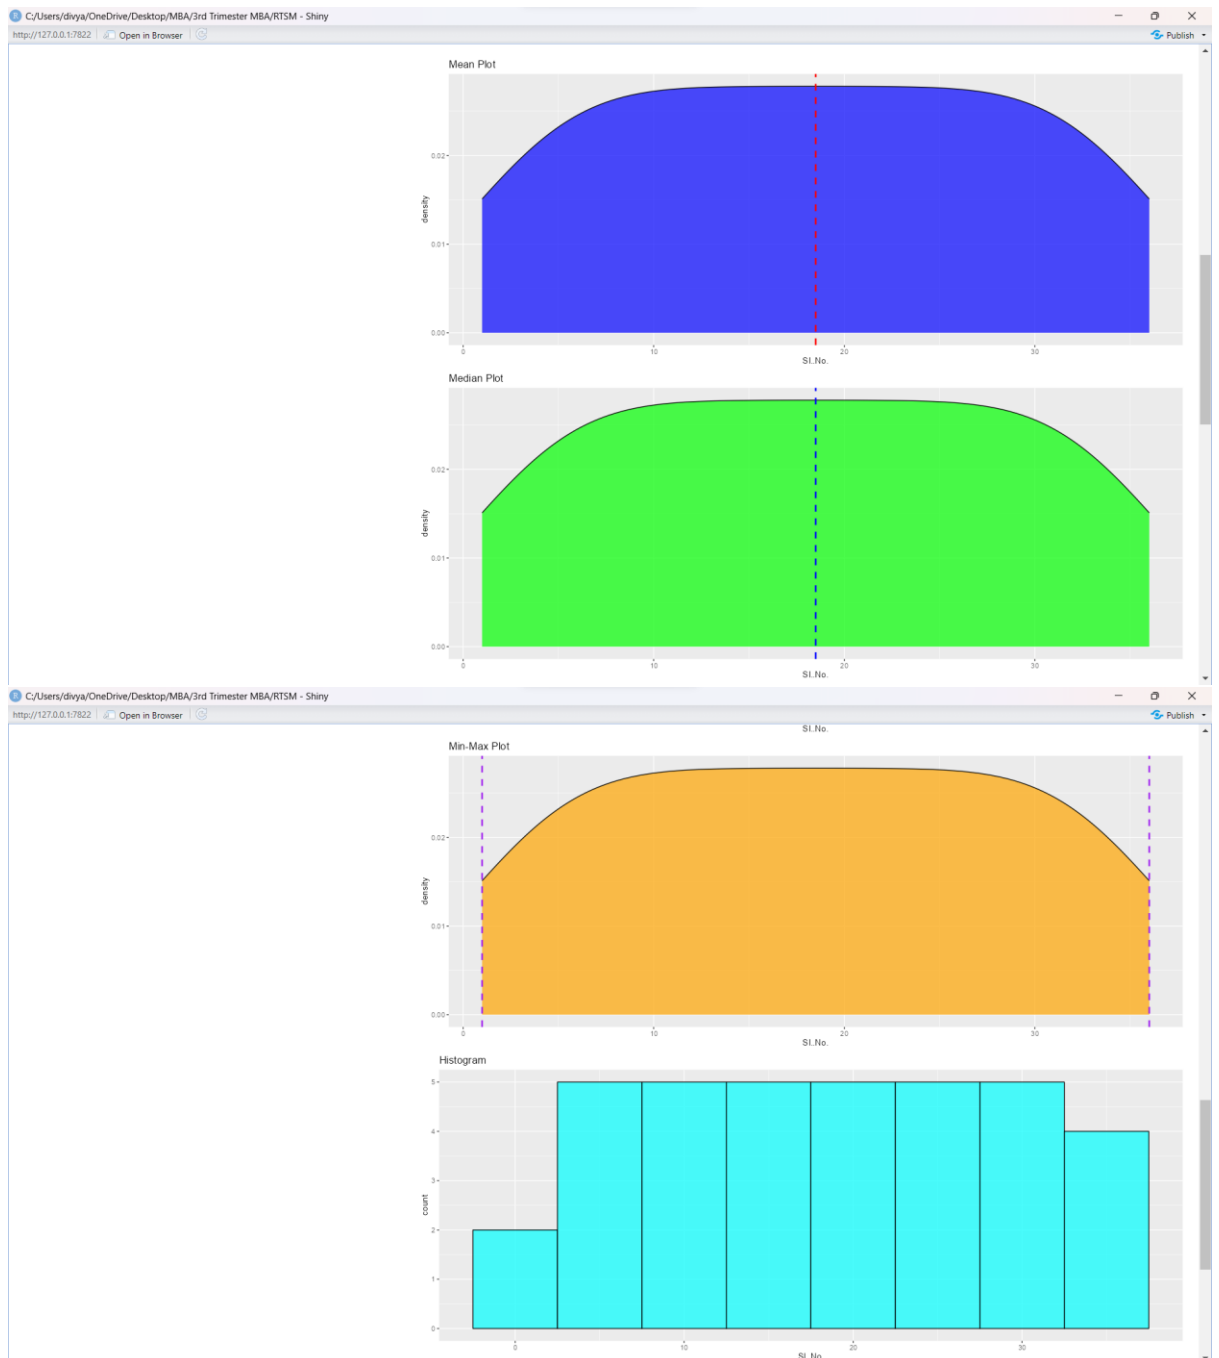 C:/Users/divya/OneDrive/Desktop/MBA/3rd Trimester MBA/RTSM - Shiny
http://127.0.0.1:7822 Open in Browser Publish
Mean Plot
0.02
0.01
0.00
density
0 10 20 30
Sl..No.
Median Plot
0.02
0.01
0.00
density
0 10 20 30
Sl..No.
C:/Users/divya/OneDrive/Desktop/MBA/3rd Trimester MBA/RTSM - Shiny
http://127.0.0.1:7822 Open in Browser Publish
Sl..No.
Min-Max Plot
0.02
0.01
0.00
density
0 10 20 30
Sl..No.
Histogram
5
4
3
2
1
0
count
0 10 20 30
Sl..No.